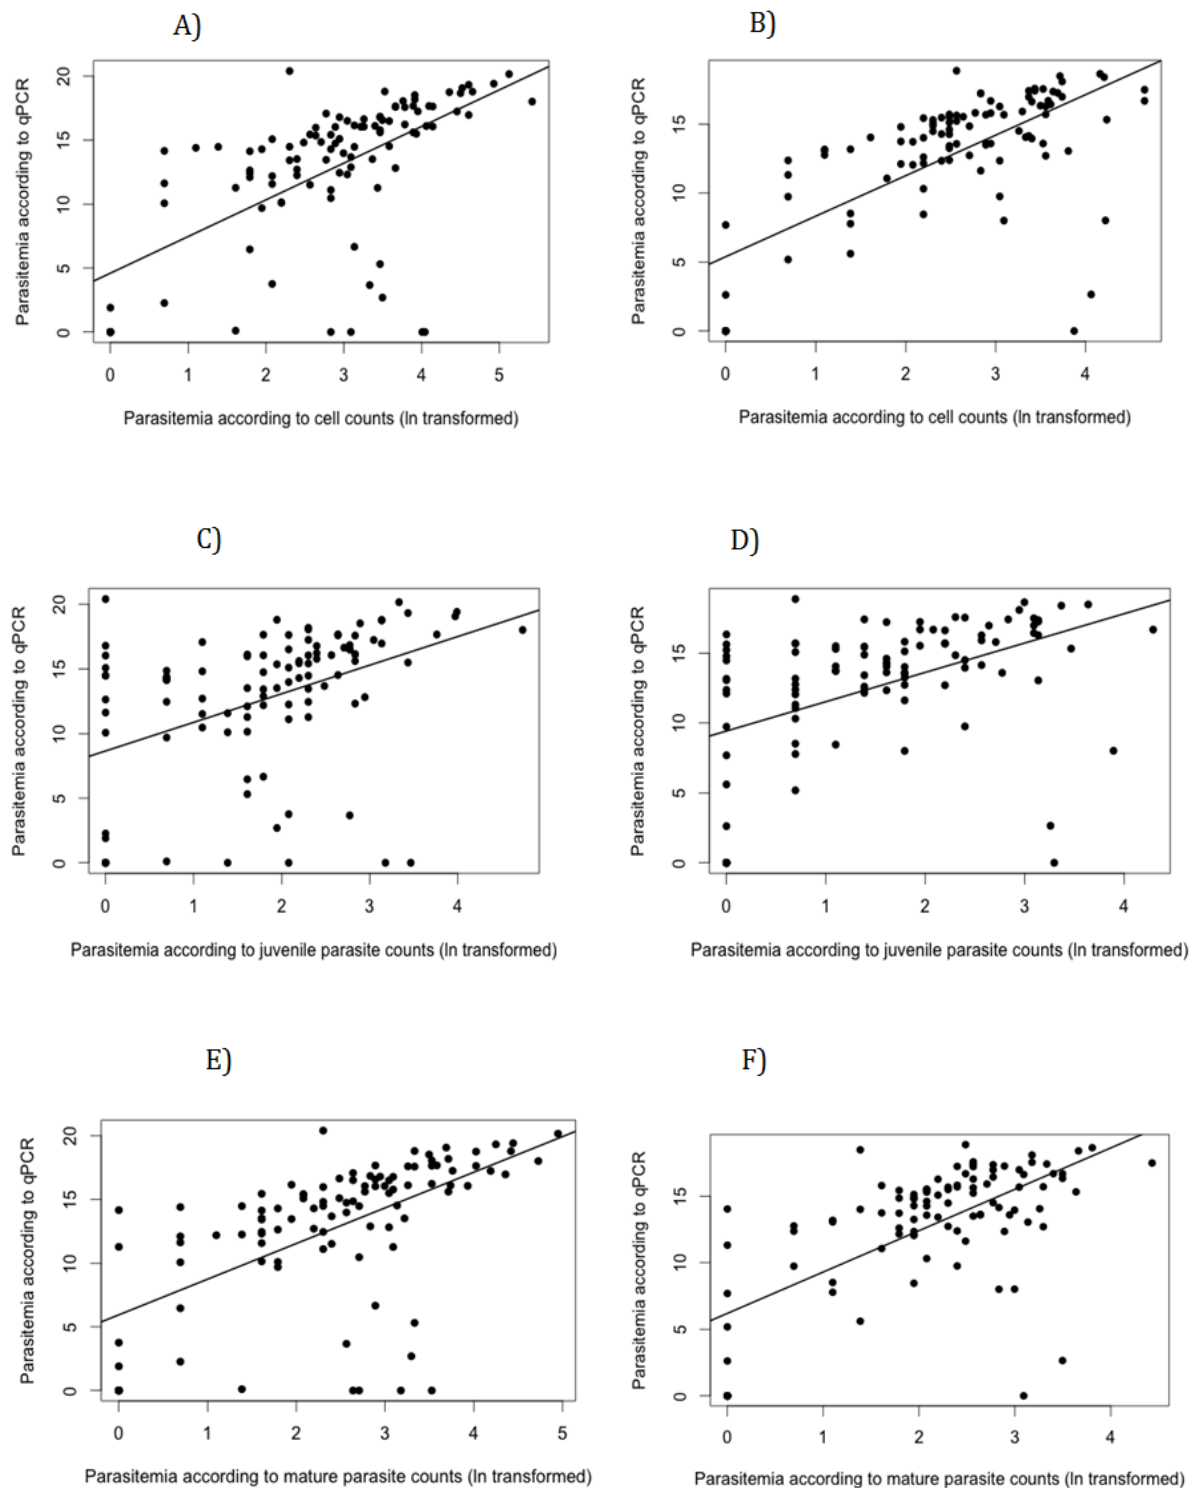 A)
B)
Parasitemia according to qPCR
20
15
10
5
0
0 1 2 3 4 5
Parasitemia according to cell counts (ln transformed)
Parasitemia according to qPCR
15
10
5
0
0 1 2 3 4
Parasitemia according to cell counts (ln transformed)
C)
D)
Parasitemia according to qPCR
20
15
10
5
0
0 1 2 3 4
Parasitemia according to juvenile parasite counts (ln transformed)
Parasitemia according to qPCR
15
10
5
0
0 1 2 3 4
Parasitemia according to juvenile parasite counts (ln transformed)
E)
F)
Parasitemia according to qPCR
20
15
10
5
0
0 1 2 3 4 5
Parasitemia according to mature parasite counts (ln transformed)
Parasitemia according to qPCR
15
10
5
0
0 1 2 3 4
Parasitemia according to mature parasite counts (ln transformed)